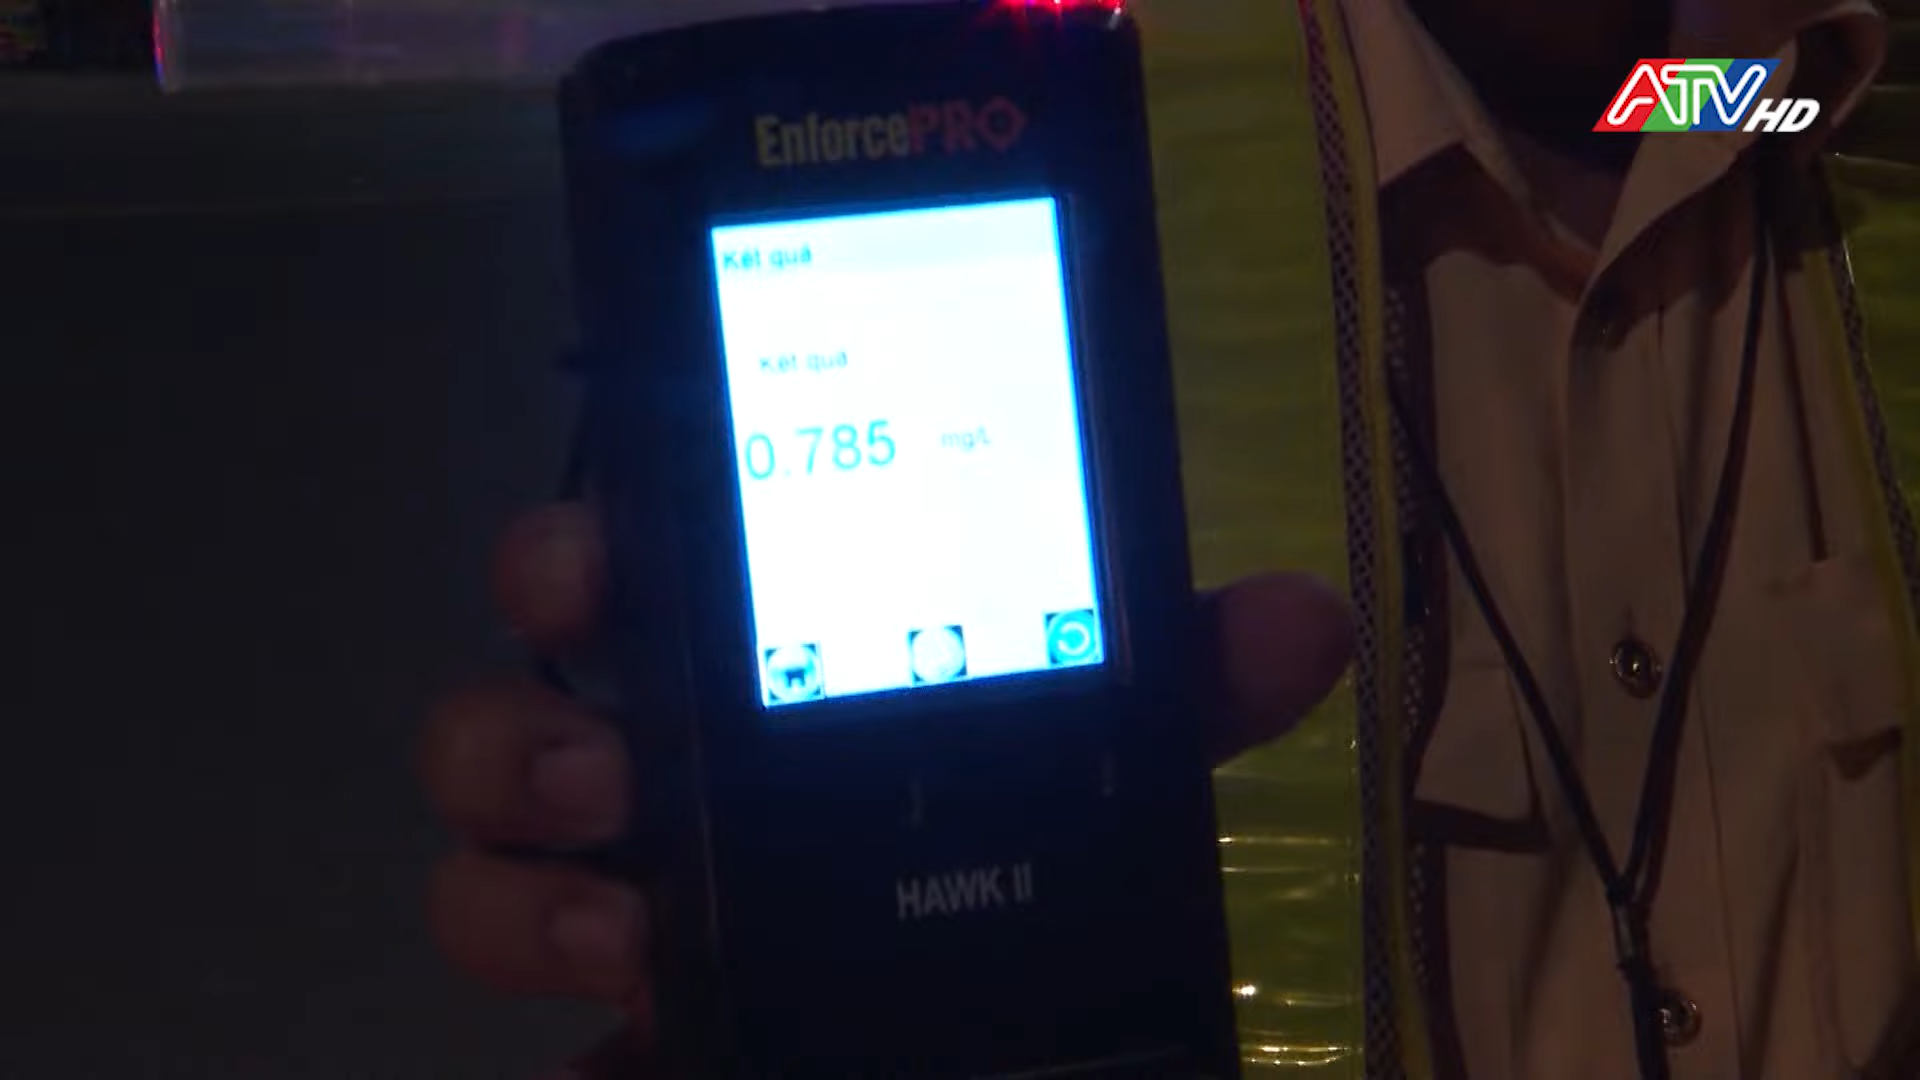 ATV HD
EnforcePRO
Kết quả
Kết quả
0.785 mg/L
HAWK II